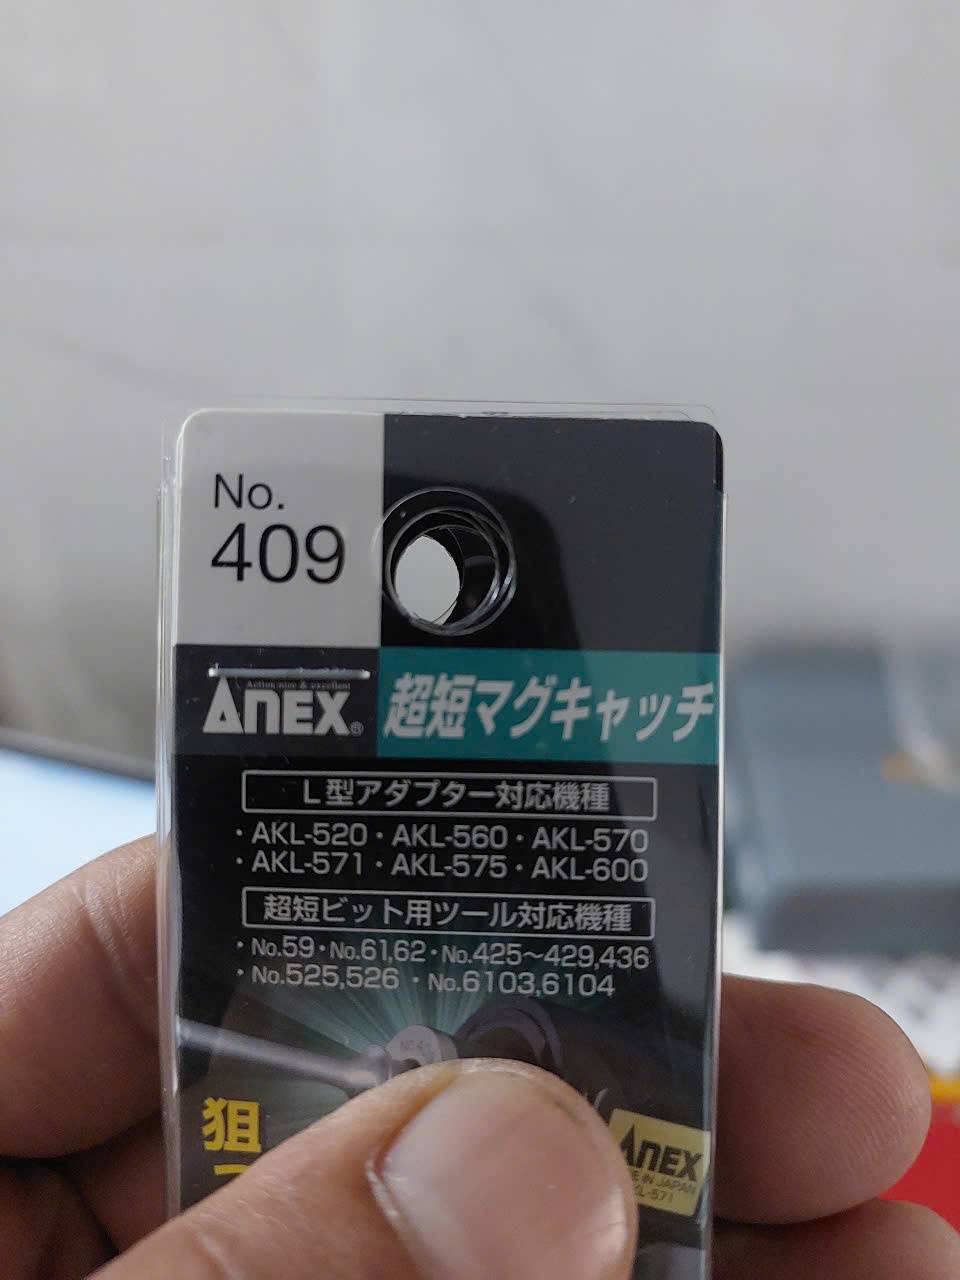 No.
409
Action nice & excellent
ANEX®
超短マグキャッチ
L型アダプター対応機種
・AKL-520・AKL-560・AKL-570
・AKL-571・AKL-575・AKL-600
超短ビット用ツール対応機種
・No.59・No.61,62・No.425～429,436
・No.525,526 ・No.6103,6104
狙
ANEX
IN JAPAN